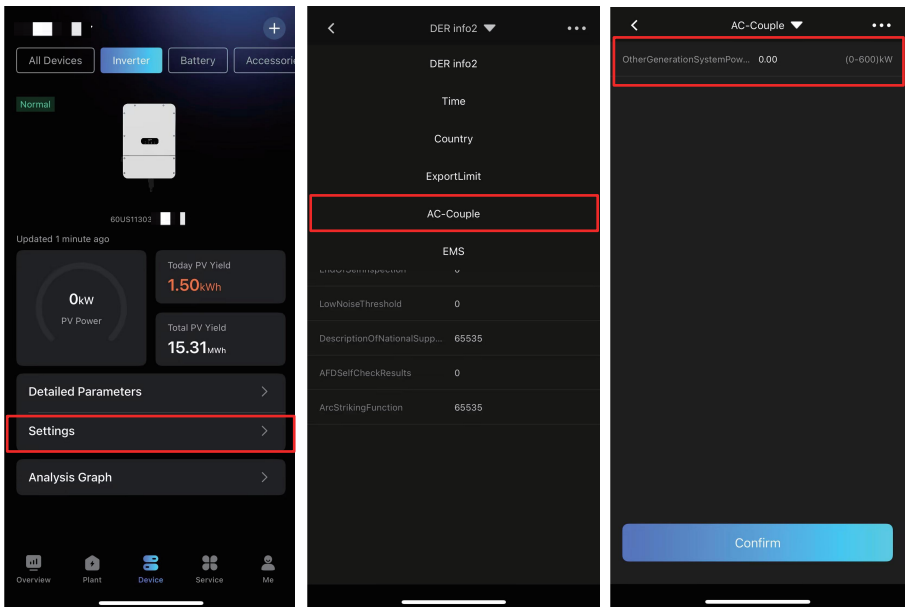 All Devices
Inverter
Battery
Accessorie
Normal
60US11303
Updated 1 minute ago
0kW
PV Power
Today PV Yield
1.50kWh
Total PV Yield
15.31MWh
Detailed Parameters
Settings
Analysis Graph
Overview
Plant
Device
Service
Me
DER info2
DER info2
Time
Country
ExportLimit
AC-Couple
EMS
EndOfSelfInspection 0
LowNoiseThreshold 0
DescriptionOfNationalSupp... 65535
AFDSelfCheckResults 0
ArcStrikingFunction 65535
AC-Couple
OtherGenerationSystemPow... 0.00 (0-600)kW
Confirm